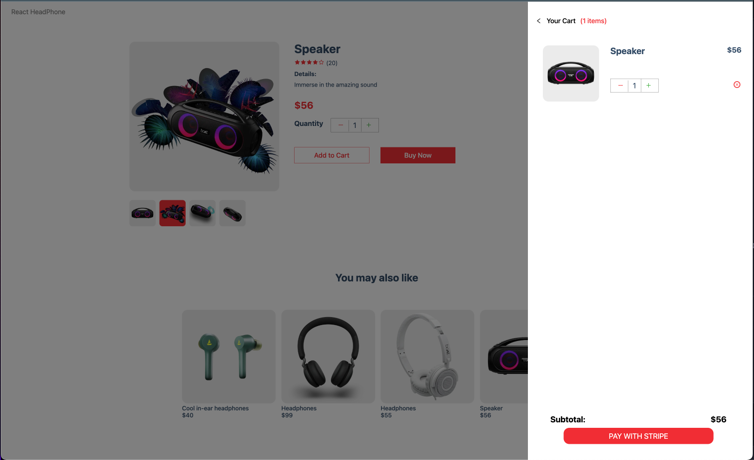 React HeadPhone
Speaker
(20)
Details:
Immerse in the amazing sound
$56
Quantity
− 1 +
Add to Cart
Buy Now
You may also like
Cool in-ear headphones
$40
Headphones
$99
Headphones
$55
Speaker
$56
Your Cart (1 items)
Speaker
$56
− 1 +
Subtotal:
$56
PAY WITH STRIPE